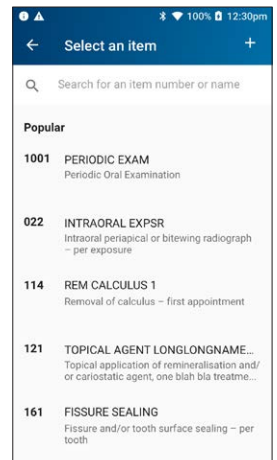 100% 12:30pm
Select an item
Search for an item number or name
Popular
1001 PERIODIC EXAM
Periodic Oral Examination
022 INTRAORAL EXPSR
Intraoral periapical or bitewing radiograph
– per exposure
114 REM CALCULUS 1
Removal of calculus – first appointment
121 TOPICAL AGENT LONGLONGNAME...
Topical application of remineralisation and/
or cariostatic agent, one blah bla treatme...
161 FISSURE SEALING
Fissure and/or tooth surface sealing – per
tooth